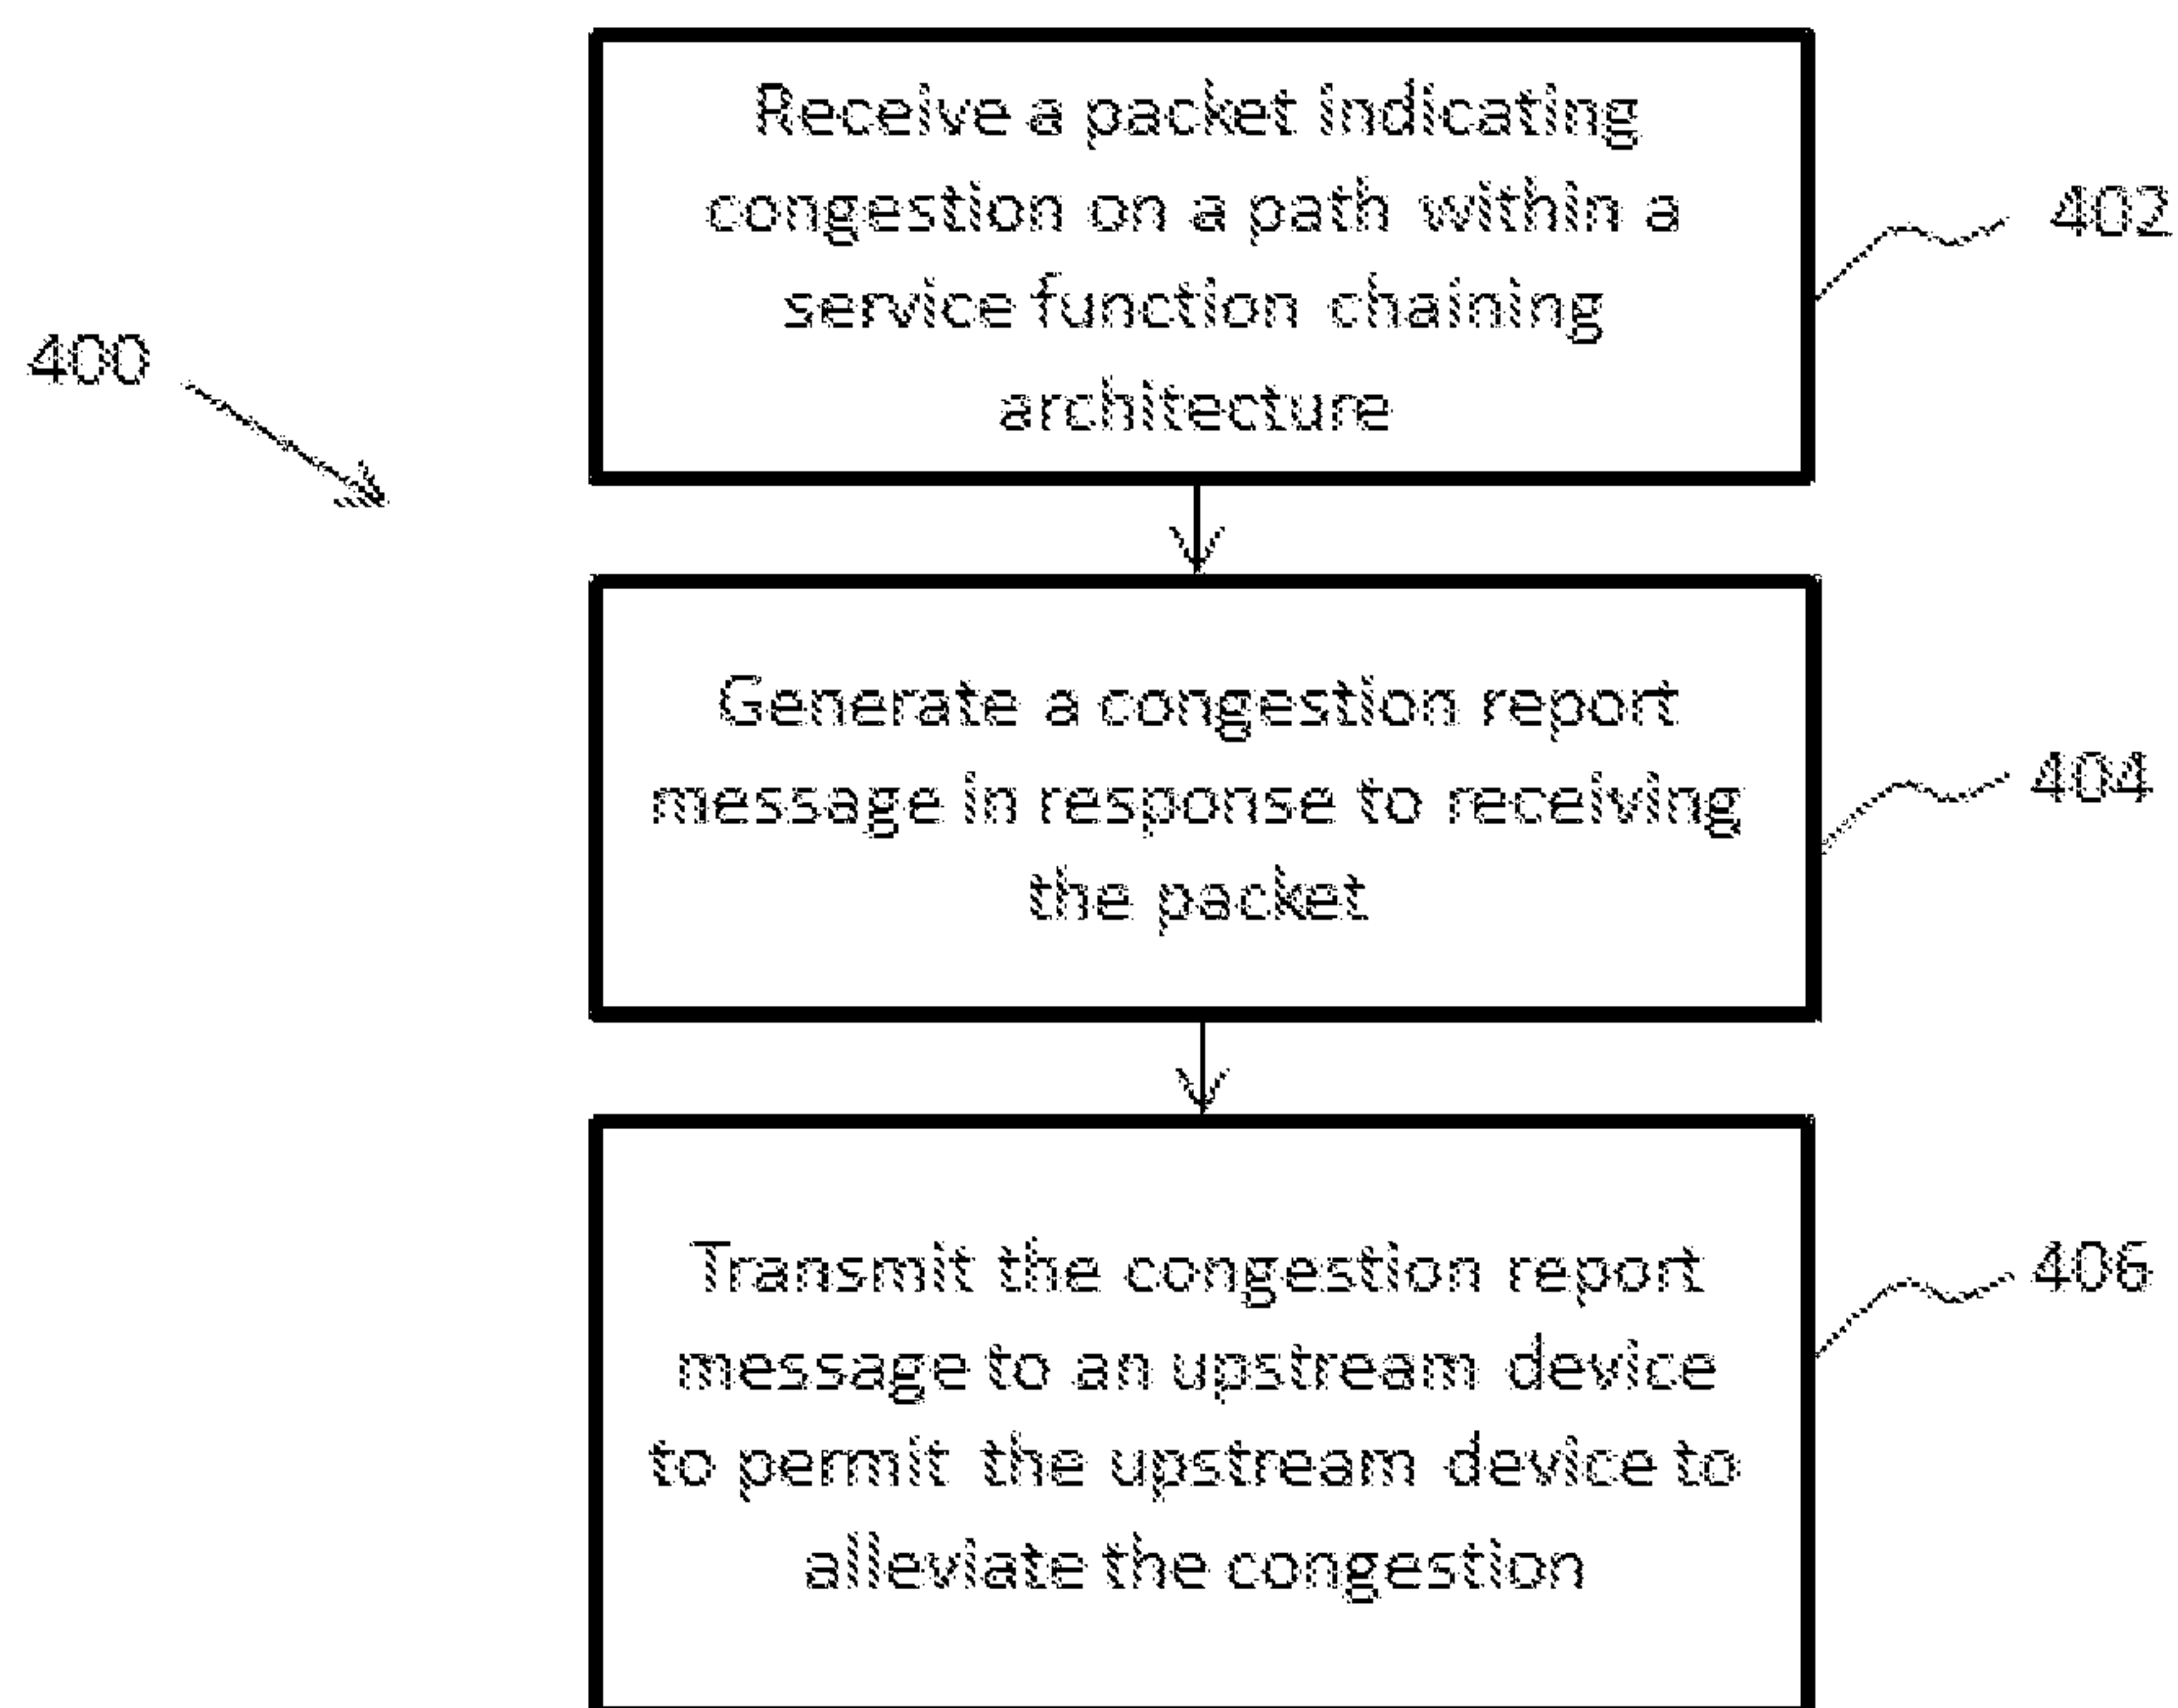 Receive a packet indicating
congestion on a path within a
service function chaining
architecture
402
400
Generate a congestion report
message in response to receiving
the packet
404
Transmit the congestion report
message to an upstream device
to permit the upstream device to
alleviate the congestion
406